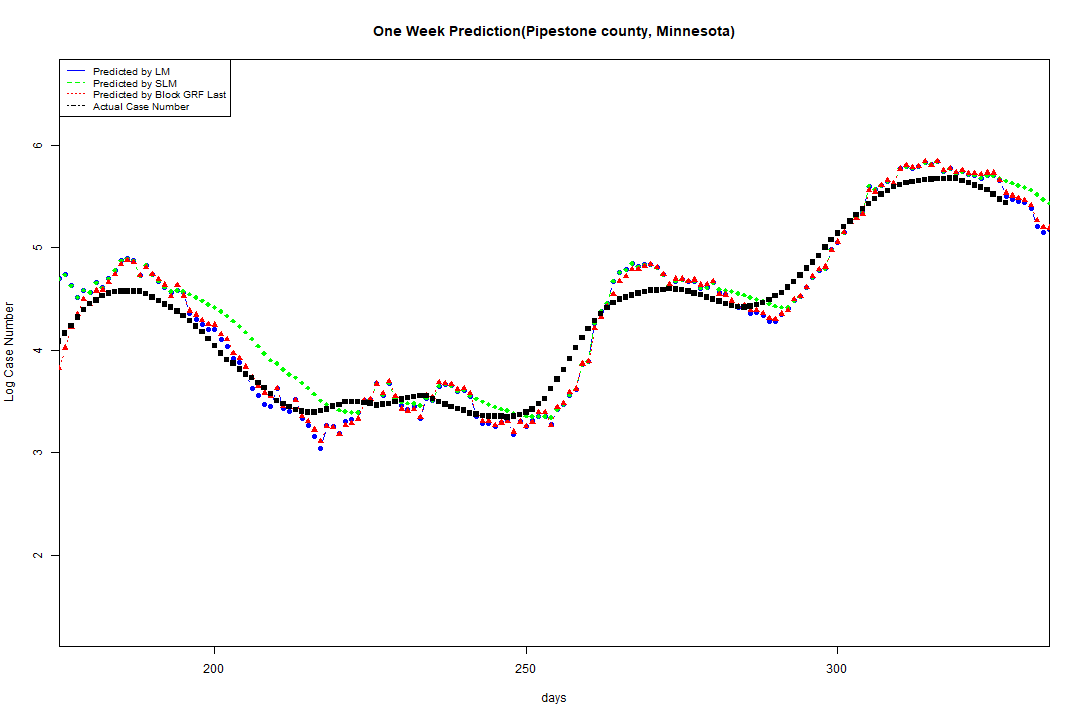 One Week Prediction(Pipestone county, Minnesota)
Predicted by LM
Predicted by SLM
Predicted by Block GRF Last
Actual Case Number
6
5
4
3
2
Log Case Number
200 250 300
days